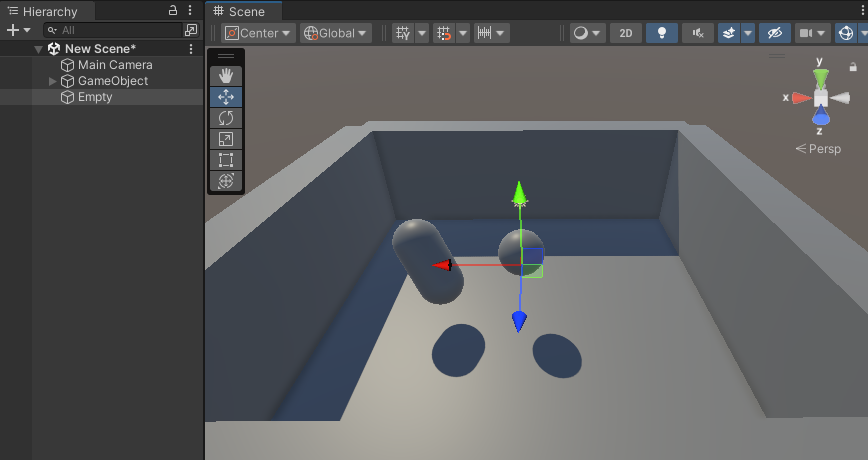 Hierarchy
All
New Scene*
Main Camera
GameObject
Empty
Scene
Center
Global
2D
y
x
z
Persp